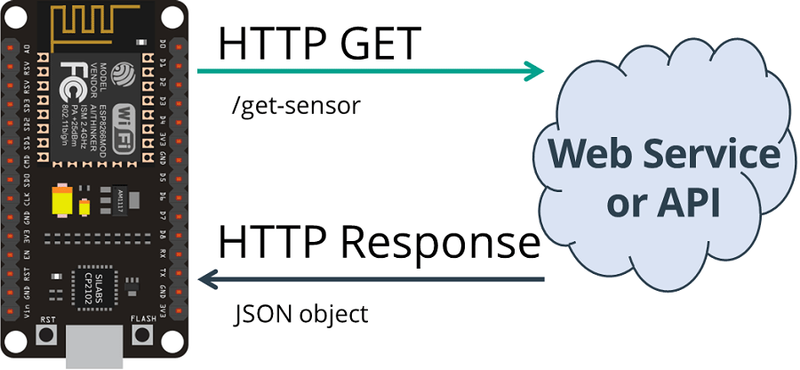 HTTP GET
/get-sensor
Web Service
or API
HTTP Response
JSON object
A0
RSV
RSV
SD3
SD2
SD1
CMD
SD0
CLK
GND
3V3
EN
RST
GND
Vin
D0
D1
D2
D3
D4
3V3
GND
D5
D6
D7
D8
RX
TX
GND
3V3
MODEL
VENDOR
ESP8266MOD
AI/THINKER
ISM 2.4GHz
PA +25dBm
802.11b/g/n
FC
Wi Fi
AM1117
SILABS
CP2102
RST
FLASH